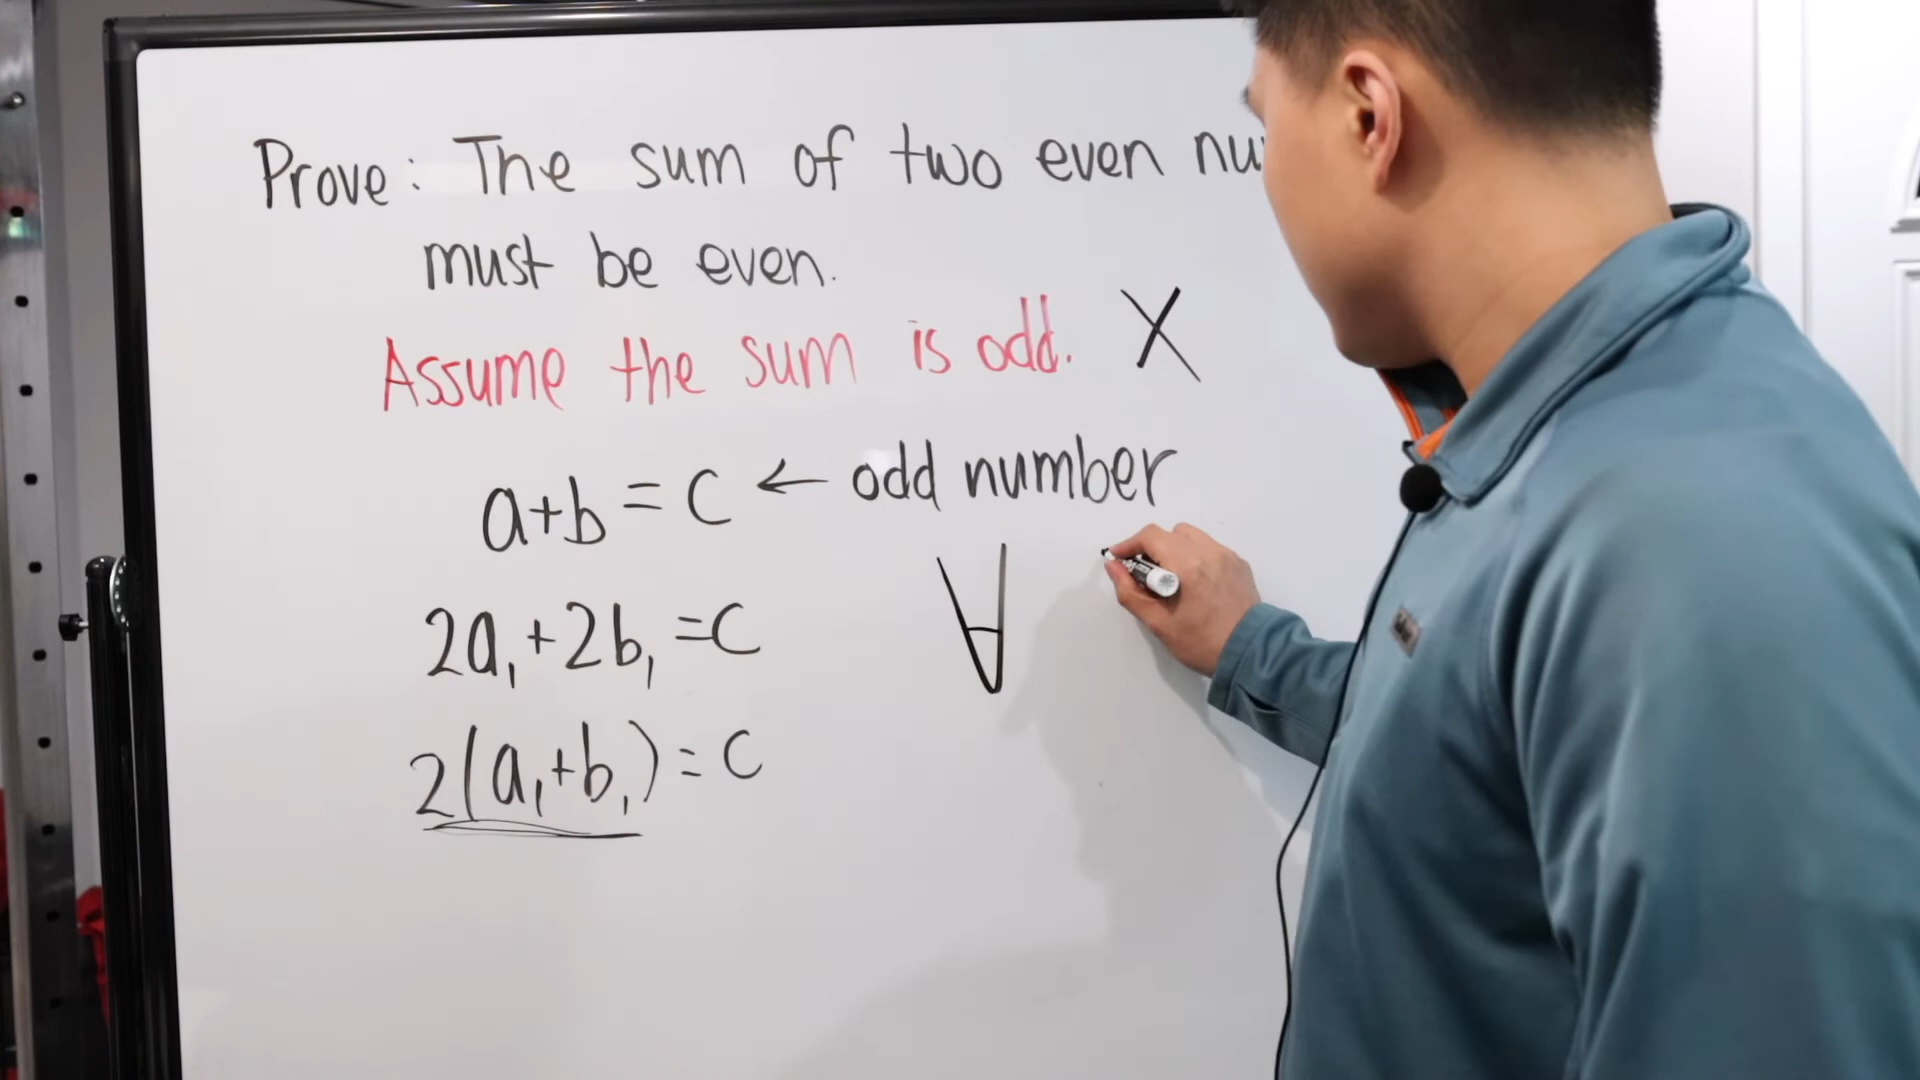 Prove: The sum of two even
must be even.
Assume the sum is odd. X
a+b = c ← odd number
2a₁+2b₁ = c
∀
2(a₁+b₁) = c